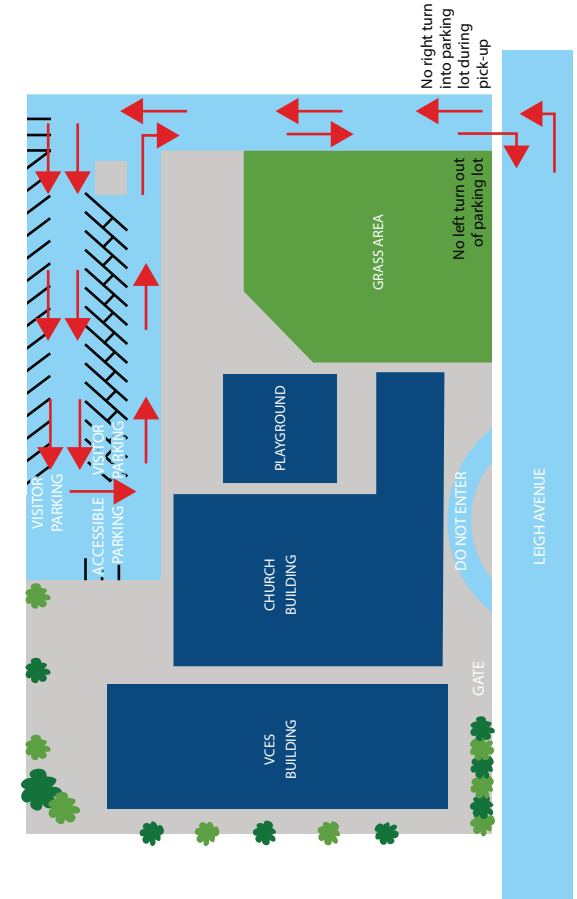 No right turn
into parking
lot during
pick-up
No left turn out
of parking lot
GRASS AREA
PLAYGROUND
VISITOR
PARKING
VISITOR
PARKING
ACCESSIBLE
PARKING
DO NOT ENTER
LEIGH AVENUE
CHURCH
BUILDING
GATE
VCES
BUILDING